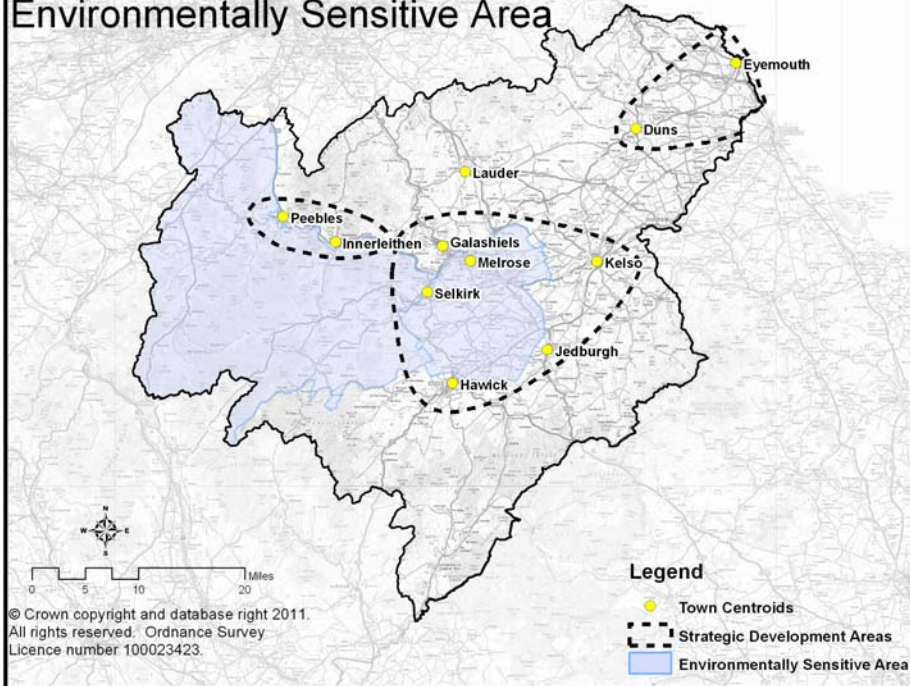 Environmentally Sensitive Area
Eyemouth
Duns
Lauder
Peebles
Innerleithen
Galashiels
Melrose
Kelso
Selkirk
Jedburgh
Hawick
N
W E
S
Miles
0 5 10 20
© Crown copyright and database right 2011.
All rights reserved. Ordnance Survey
Licence number 100023423.
Legend
Town Centroids
Strategic Development Areas
Environmentally Sensitive Area